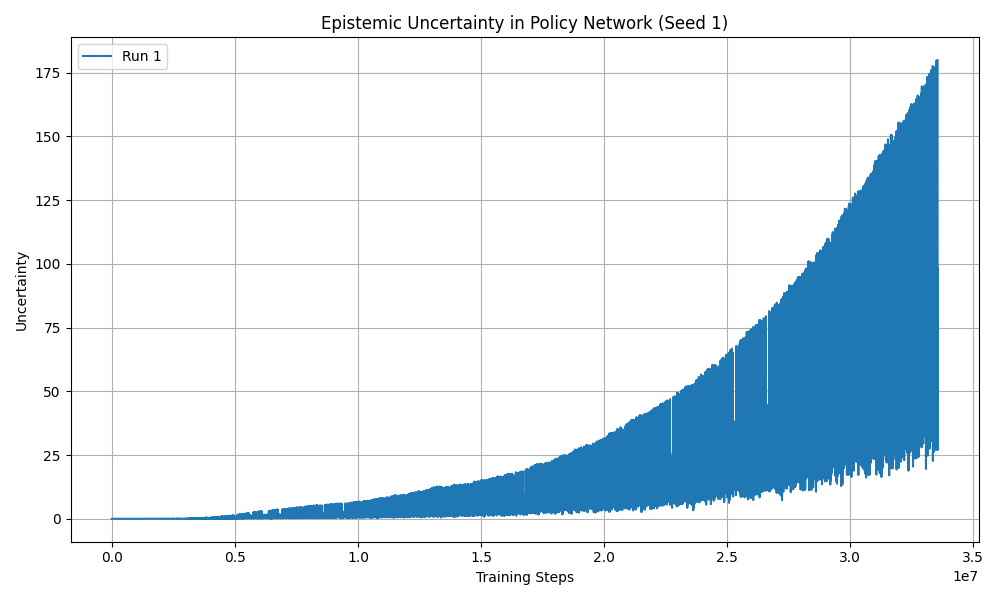 Epistemic Uncertainty in Policy Network (Seed 1)
Run 1
175
150
125
100
75
50
25
0
Uncertainty
0.0 0.5 1.0 1.5 2.0 2.5 3.0 3.5
1e7
Training Steps